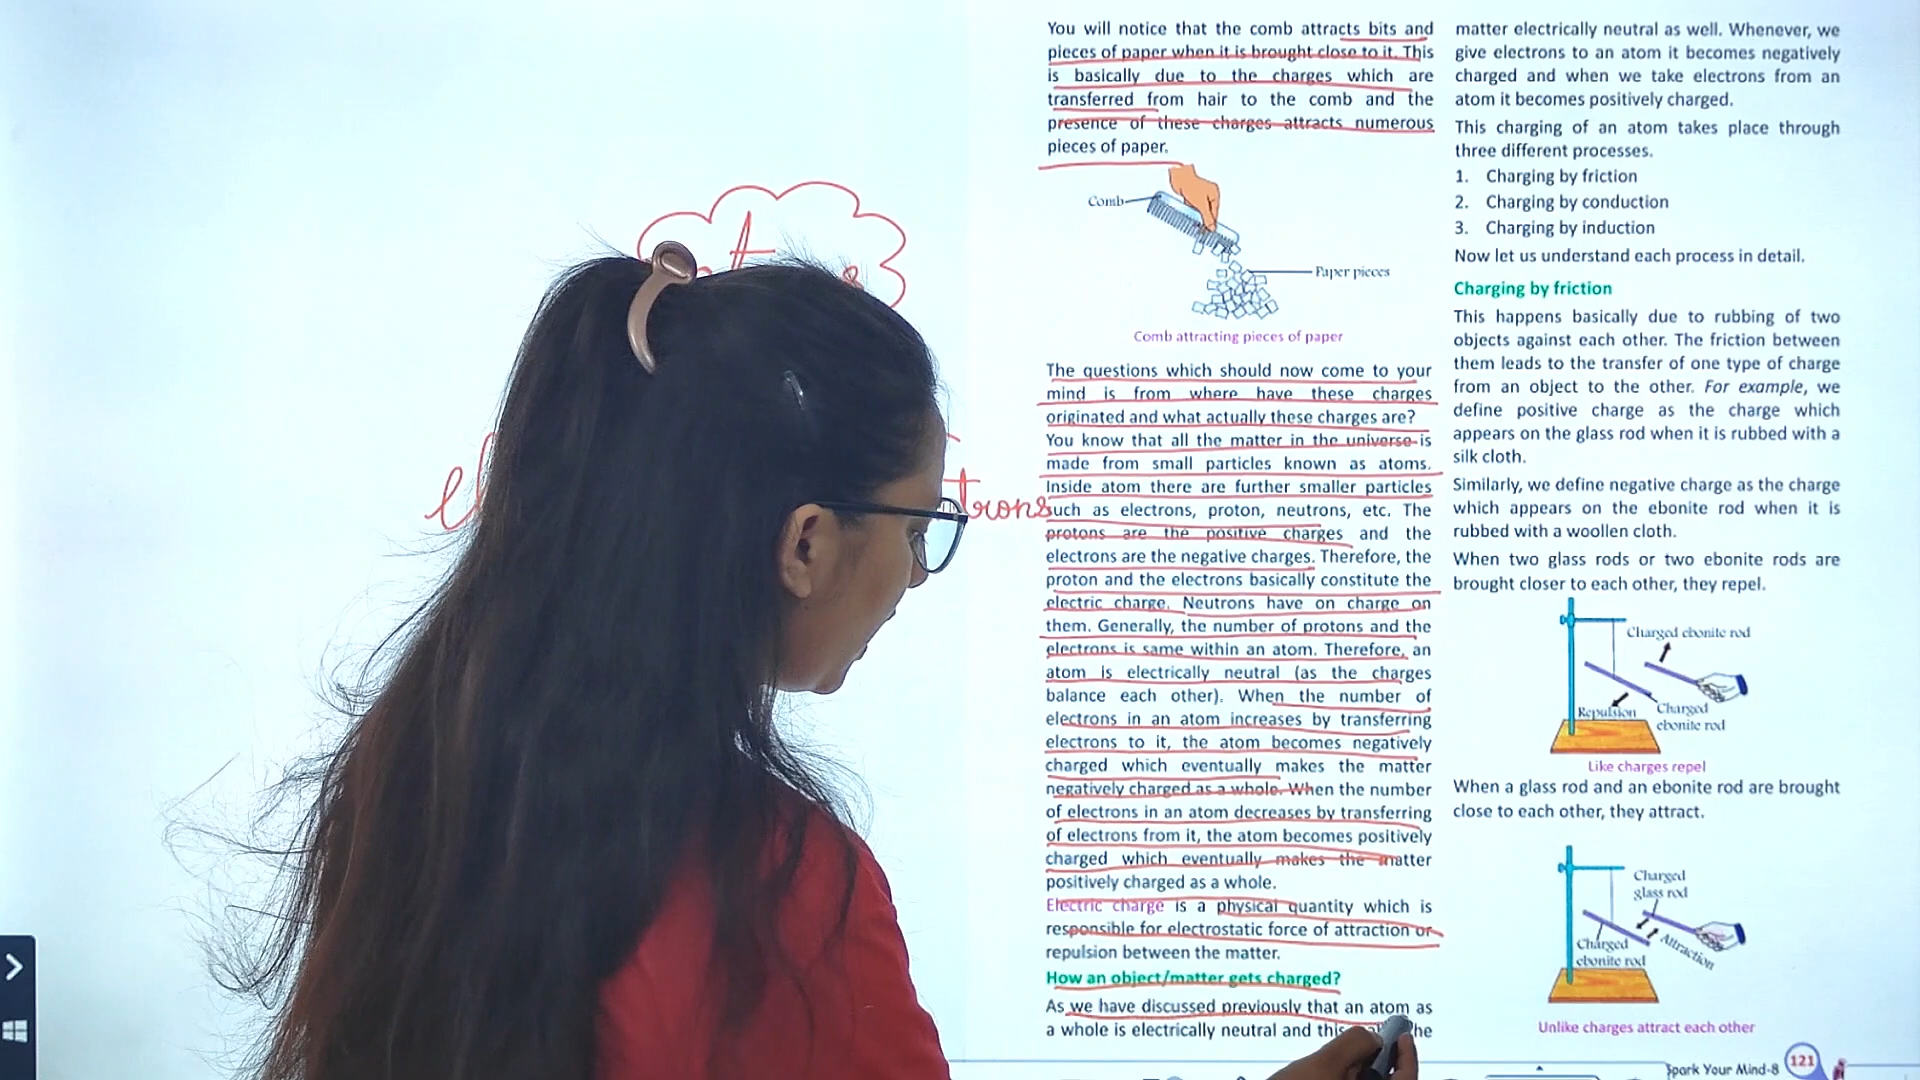 You will notice that the comb attracts bits and
pieces of paper when it is brought close to it. This
is basically due to the charges which are
transferred from hair to the comb and the
presence of these charges attracts numerous
pieces of paper.
Comb
Paper pieces
Comb attracting pieces of paper
The questions which should now come to your
mind is from where have these charges
originated and what actually these charges are?
You know that all the matter in the universe is
made from small particles known as atoms.
Inside atom there are further smaller particles
such as electrons, proton, neutrons, etc. The
protons are the positive charges and the
electrons are the negative charges. Therefore, the
proton and the electrons basically constitute the
electric charge. Neutrons have on charge on
them. Generally, the number of protons and the
electrons is same within an atom. Therefore, an
atom is electrically neutral (as the charges
balance each other). When the number of
electrons in an atom increases by transferring
electrons to it, the atom becomes negatively
charged which eventually makes the matter
negatively charged as a whole. When the number
of electrons in an atom decreases by transferring
of electrons from it, the atom becomes positively
charged which eventually makes the matter
positively charged as a whole.
Electric charge is a physical quantity which is
responsible for electrostatic force of attraction or
repulsion between the matter.
How an object/matter gets charged?
As we have discussed previously that an atom as
a whole is electrically neutral and this
matter electrically neutral as well. Whenever, we
give electrons to an atom it becomes negatively
charged and when we take electrons from an
atom it becomes positively charged.
This charging of an atom takes place through
three different processes.
1. Charging by friction
2. Charging by conduction
3. Charging by induction
Now let us understand each process in detail.
Charging by friction
This happens basically due to rubbing of two
objects against each other. The friction between
them leads to the transfer of one type of charge
from an object to the other. For example, we
define positive charge as the charge which
appears on the glass rod when it is rubbed with a
silk cloth.
Similarly, we define negative charge as the charge
which appears on the ebonite rod when it is
rubbed with a woollen cloth.
When two glass rods or two ebonite rods are
brought closer to each other, they repel.
Charged ebonite rod
Repulsion
Charged
ebonite rod
Like charges repel
When a glass rod and an ebonite rod are brought
close to each other, they attract.
Charged
glass rod
Charged
ebonite rod
Attraction
Unlike charges attract each other
Spark Your Mind-8
121